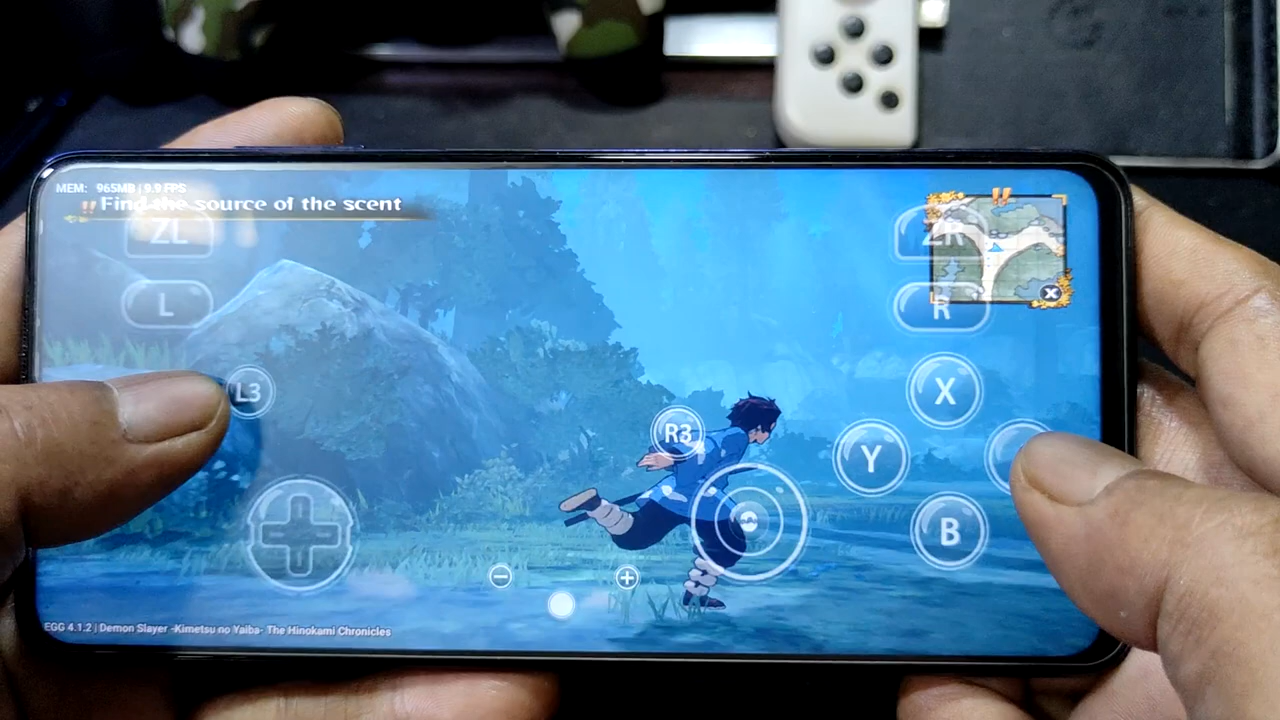 MEM: 965MB | 9.9 FPS
!! Find the source of the scent
ZL
ZR
L
R
L3
X
R3
Y
B
EGG 4.1.2 | Demon Slayer -Kimetsu no Yaiba- The Hinokami Chronicles